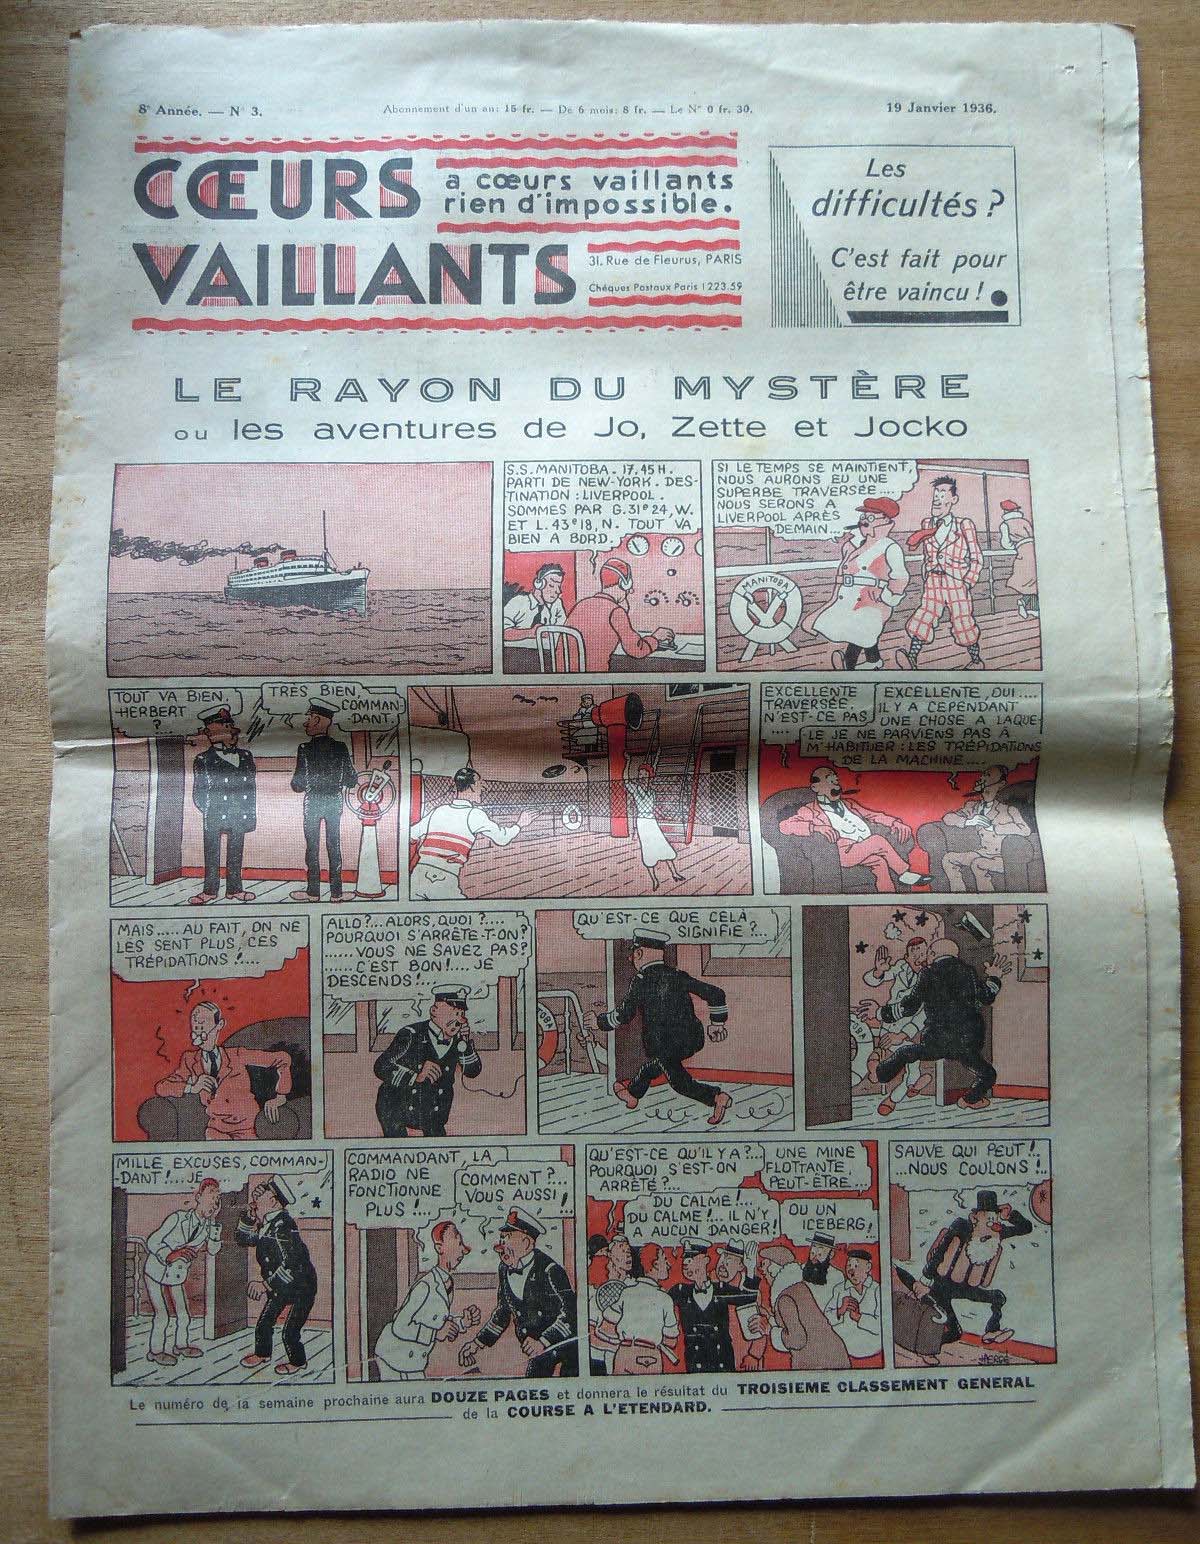 8e Année. — N° 3.
Abonnement d'un an: 15 fr. — De 6 mois: 8 fr. — Le N° 0 fr. 30.
19 Janvier 1936.
CŒURS
VAILLANTS
a cœurs vaillants
rien d'impossible.
31, Rue de Fleurus, PARIS
Chéques Postaux Paris 1223.59
Les
difficultés ?
C'est fait pour
être vaincu !
LE RAYON DU MYSTÈRE
ou les aventures de Jo, Zette et Jocko
S.S. MANITOBA. 17.45 H.
PARTI DE NEW-YORK. DES-
TINATION : LIVERPOOL.
SOMMES PAR G. 31° 24, W.
ET L. 43° 18, N. TOUT VA
BIEN A BORD.
SI LE TEMPS SE MAINTIENT,
NOUS AURONS EU UNE
SUPERBE TRAVERSÉE....
NOUS SERONS A
LIVERPOOL APRÈS
DEMAIN...
MANITOBA
TOUT VA BIEN,
HERBERT
?...
TRÈS BIEN,
COMMAN-
DANT.
EXCELLENTE
TRAVERSÉE.
N'EST-CE PAS
....
EXCELLENTE, OUI....
IL Y A CEPENDANT
UNE CHOSE A LAQUEL-
LE JE NE PARVIENS PAS À
M'HABITUER : LES TRÉPIDATIONS
DE LA MACHINE....
MAIS..... AU FAIT, ON NE
LES SENT PLUS, CES
TRÉPIDATIONS !....
ALLO ?... ALORS, QUOI ?....
POURQUOI S'ARRÊTE-T-ON ?
...... VOUS NE SAVEZ PAS ?
...... C'EST BON !.... JE
DESCENDS !...
QU'EST-CE QUE CELA
SIGNIFIE ?...
MILLE EXCUSES, COMMAN-
-DANT !... JE
COMMANDANT, LA
RADIO NE
FONCTIONNE
PLUS !...
COMMENT ?...
VOUS AUSSI !
QU'EST-CE QU'IL Y A ?...
POURQUOI S'EST-ON
ARRÊTÉ ?...
DU CALME !...
DU CALME !... IL N'Y
A AUCUN DANGER !
UNE MINE
FLOTTANTE,
PEUT-ÊTRE...
OU UN
ICEBERG !
SAUVE QUI PEUT !.
...NOUS COULONS !..
HERGÉ
Le numéro de la semaine prochaine aura DOUZE PAGES et donnera le résultat du TROISIEME CLASSEMENT GENERAL
de la COURSE A L'ETENDARD.